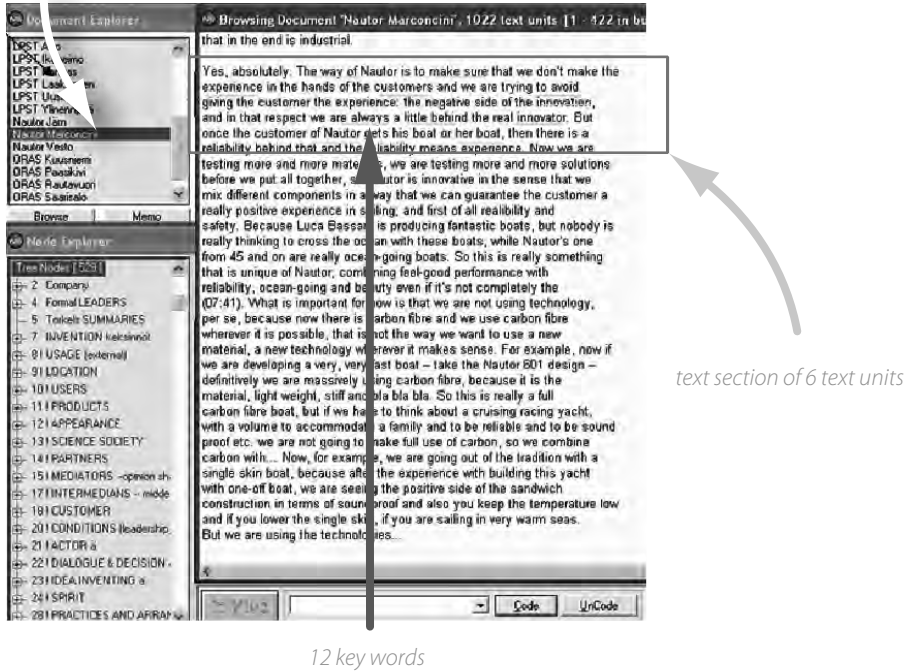 Document Explorer
LPST
LPST
LPST
LPST
LPST
LPST
Nautor Jam
Nautor Marconcini
Nautor Vesto
ORAS Kuusniemi
ORAS Paasikivi
ORAS Rautavuori
ORAS Saarisalo
Browse Memo
Node Explorer
Tree Nodes [529]
2 Company
4 Formal LEADERS
5 SUMMARIES
7 INVENTION
8 ! USAGE (external)
9 ! LOCATION
10 ! USERS
11 ! PRODUCTS
12 ! APPEARANCE
13 ! SCIENCE SOCIETY
14 ! PARTNERS
15 ! MEDIATORS -opinion sh
17 ! INTERMEDIANS - midde
18 ! CUSTOMER
20 ! CONDITIONS (leadership
21 ! ACTOR a
22 ! DIALOGUE & DECISION -
23 ! IDEA.INVENTING a
24 ! SPIRIT
28 ! PRACTICES AND ARRAN
Browsing Document 'Nautor Marconcini', 1022 text units [1 - 422 in bu
that in the end is industrial.
Yes, absolutely. The way of Nautor is to make sure that we don't make the
experience in the hands of the customers and we are trying to avoid
giving the customer the experience: the negative side of the innovation,
and in that respect we are always a little behind the real innovator. But
once the customer of Nautor gets his boat or her boat, then there is a
reliability behind that and the reliability means experience. Now we are
testing more and more materials, we are testing more and more solutions
before we put all together, so Nautor is innovative in the sense that we
mix different components in a way that we can guarantee the customer a
really positive experience in sailing, and first of all realibility and
safety. Because Luca Bassani is producing fantastic boats, but nobody is
really thinking to cross the ocean with these boats, while Nautor's one
from 45 and on are really ocean-going boats. So this is really something
that is unique of Nautor, combining feel-good performance with
reliability, ocean-going and beauty even if it's not completely the
(07:41). What is important for now is that we are not using technology,
per se, because now there is carbon fibre and we use carbon fibre
wherever it is possible, that is not the way we want to use a new
material, a new technology wherever it makes sense. For example, now if
we are developing a very, very fast boat – take the Nautor 601 design –
definitively we are massively using carbon fibre, because it is the
material, light weight, stiff and bla bla bla. So this is really a full
carbon fibre boat, but if we have to think about a cruising racing yacht,
with a volume to accommodate a family and to be reliable and to be sound
proof etc. we are not going to make full use of carbon, so we combine
carbon with... Now, for example, we are going out of the tradition with a
single skin boat, because after the experience with building this yacht
with one-off boat, we are seeing the positive side of the sandwich
construction in terms of sound proof and also you keep the temperature low
and if you lower the single skin, if you are sailing in very warm seas.
But we are using the technologies...
Code UnCode
text section of 6 text units
12 key words